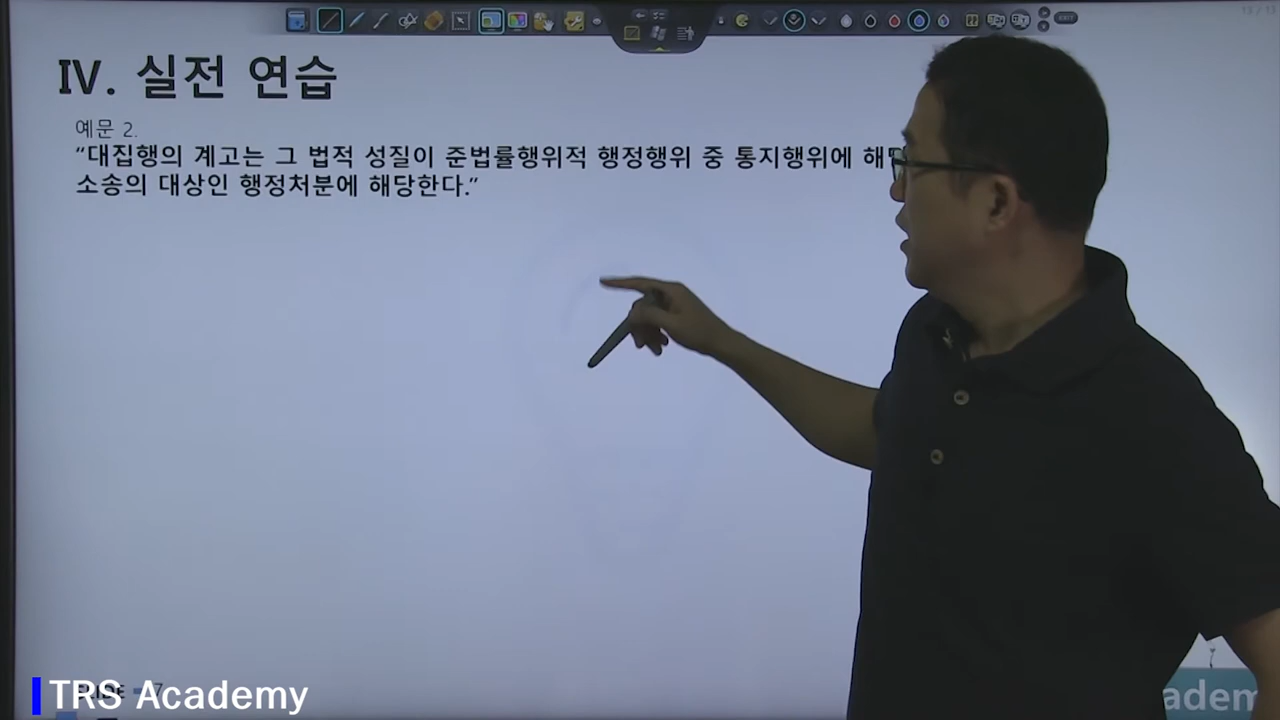 IV. 실전 연습
예문 2.
“대집행의 계고는 그 법적 성질이 준법률행위적 행정행위 중 통지행위에
소송의 대상인 행정처분에 해당한다.”
EXIT
TRS Academy
adem